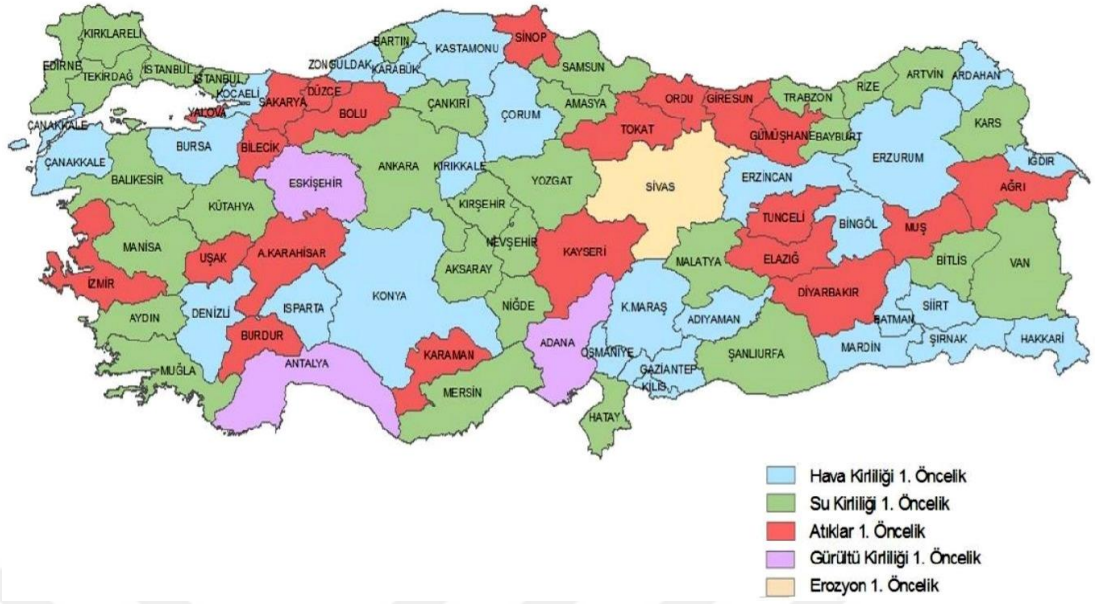 KIRKLARELİ
EDİRNE
TEKİRDAĞ
İSTANBUL
İSTANBUL
KOCAELİ
YALOVA
SAKARYA
DÜZCE
BOLU
ZONGULDAK
BARTIN
KARABÜK
KASTAMONU
SİNOP
ÇANKIRI
ÇORUM
SAMSUN
AMASYA
TOKAT
ORDU
GİRESUN
TRABZON
GÜMÜŞHANE
BAYBURT
RİZE
ARTVİN
ARDAHAN
KARS
IĞDIR
ÇANAKKALE
ÇANAKKALE
BALIKESİR
BURSA
BİLECİK
ESKİŞEHİR
KÜTAHYA
ANKARA
KIRIKKALE
KIRŞEHİR
YOZGAT
SİVAS
ERZİNCAN
ERZURUM
AĞRI
MANİSA
İZMİR
UŞAK
A.KARAHİSAR
KONYA
AKSARAY
NEVŞEHİR
KAYSERİ
MALATYA
TUNCELİ
ELAZIĞ
BİNGÖL
MUŞ
BİTLİS
VAN
AYDIN
DENİZLİ
ISPARTA
BURDUR
MUĞLA
ANTALYA
KARAMAN
NİĞDE
MERSİN
ADANA
K.MARAŞ
OSMANİYE
GAZİANTEP
KİLİS
HATAY
ADIYAMAN
ŞANLIURFA
DİYARBAKIR
MARDİN
BATMAN
SİİRT
ŞIRNAK
HAKKARİ
Hava Kirliliği 1. Öncelik
Su Kirliliği 1. Öncelik
Atıklar 1. Öncelik
Gürültü Kirliliği 1. Öncelik
Erozyon 1. Öncelik